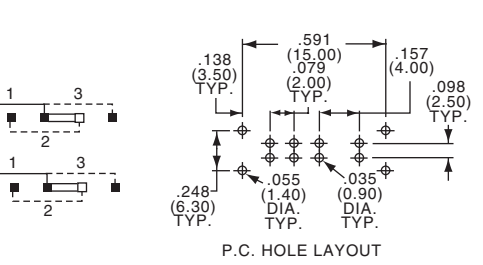 1 3
2
1 3
2
.591
(15.00)
.138
(3.50)
TYP.
.079
(2.00)
TYP.
.157
(4.00)
.098
(2.50)
TYP.
.248
(6.30)
TYP.
.055
(1.40)
DIA.
TYP.
.035
(0.90)
DIA.
TYP.
P.C. HOLE LAYOUT